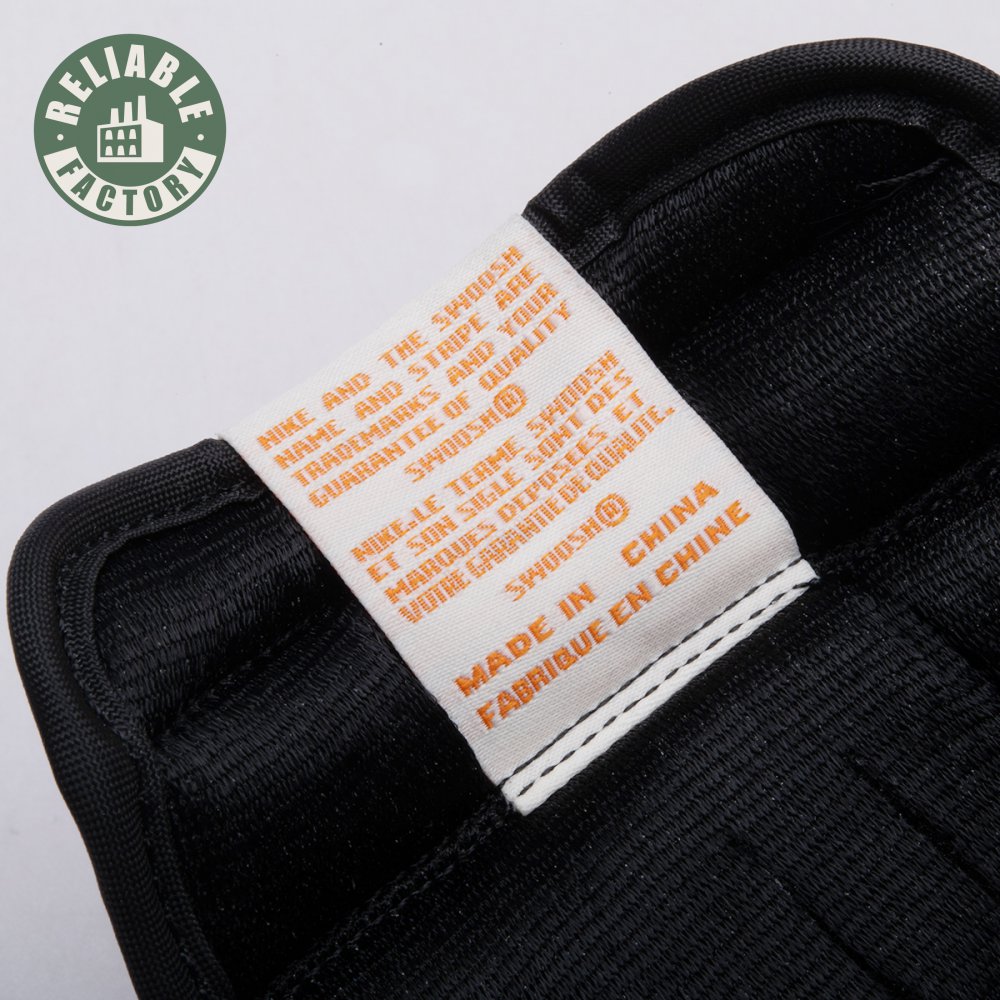 RELIABLE
FACTORY
NIKE AND THE SWOOSH
NAME AND STRIPE ARE
TRADEMARKS AND YOUR
GUARANTEE OF QUALITY
SWOOSH®
NIKE,LE TERME SWOOSH
ET SON SIGLE SONT DES
MARQUES DEPOSEES ET
VOTRE GARANTIE DE QUALITE.
SWOOSH®
MADE IN CHINA
FABRIQUE EN CHINE